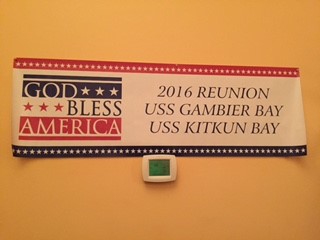 GOD
BLESS
AMERICA
2016 REUNION
USS GAMBIER BAY
USS KITKUN BAY